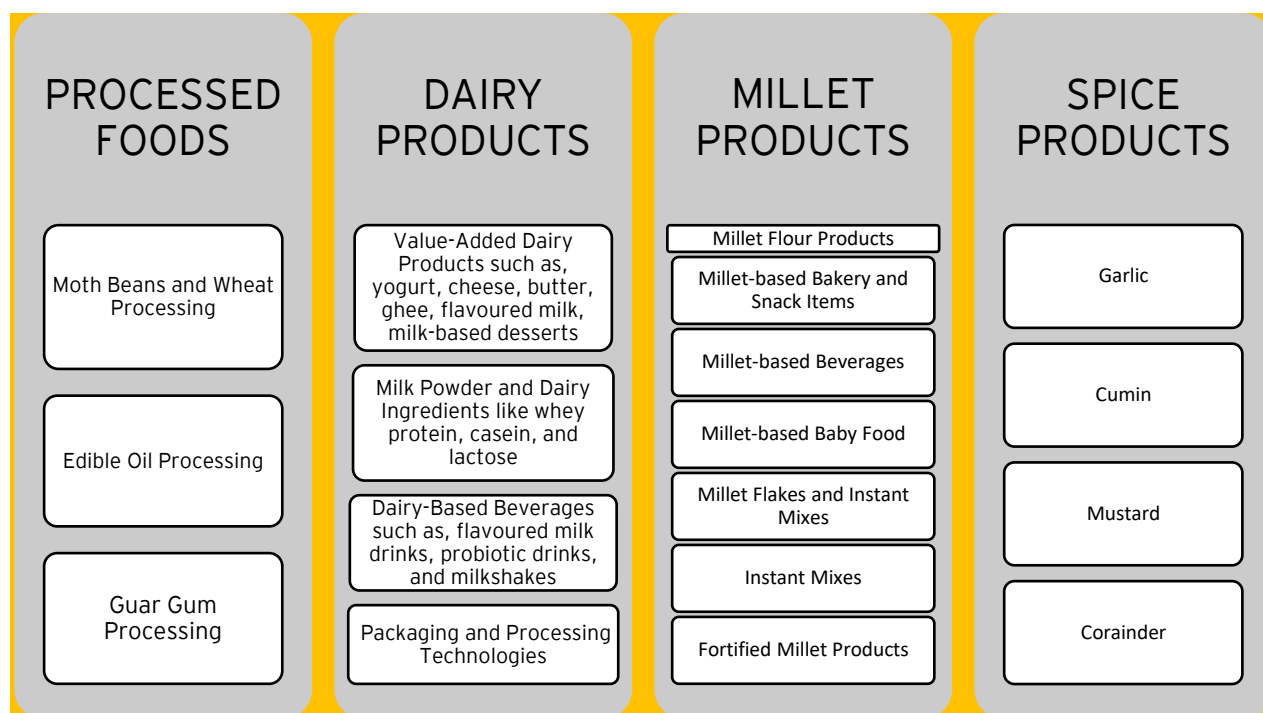 PROCESSED
FOODS
Moth Beans and Wheat
Processing
Edible Oil Processing
Guar Gum
Processing
DAIRY
PRODUCTS
Value-Added Dairy
Products such as,
yogurt, cheese, butter,
ghee, flavoured milk,
milk-based desserts
Milk Powder and Dairy
Ingredients like whey
protein, casein, and
lactose
Dairy-Based Beverages
such as, flavoured milk
drinks, probiotic drinks,
and milkshakes
Packaging and Processing
Technologies
MILLET
PRODUCTS
Millet Flour Products
Millet-based Bakery and
Snack Items
Millet-based Beverages
Millet-based Baby Food
Millet Flakes and Instant
Mixes
Instant Mixes
Fortified Millet Products
SPICE
PRODUCTS
Garlic
Cumin
Mustard
Corainder